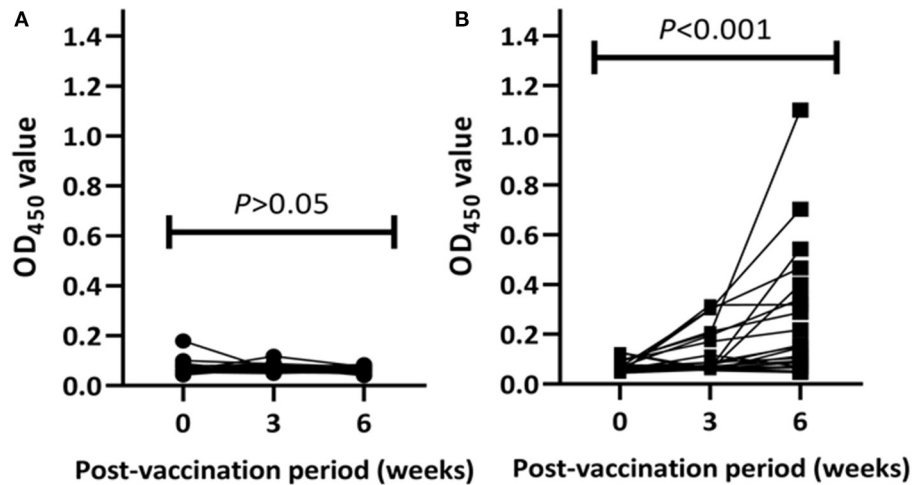 A
OD450 value
1.4
1.2
1.0
0.8
0.6
0.4
0.2
0.0
P>0.05
0 3 6
Post-vaccination period (weeks)
B
OD450 value
1.4
1.2
1.0
0.8
0.6
0.4
0.2
0.0
P<0.001
0 3 6
Post-vaccination period (weeks)